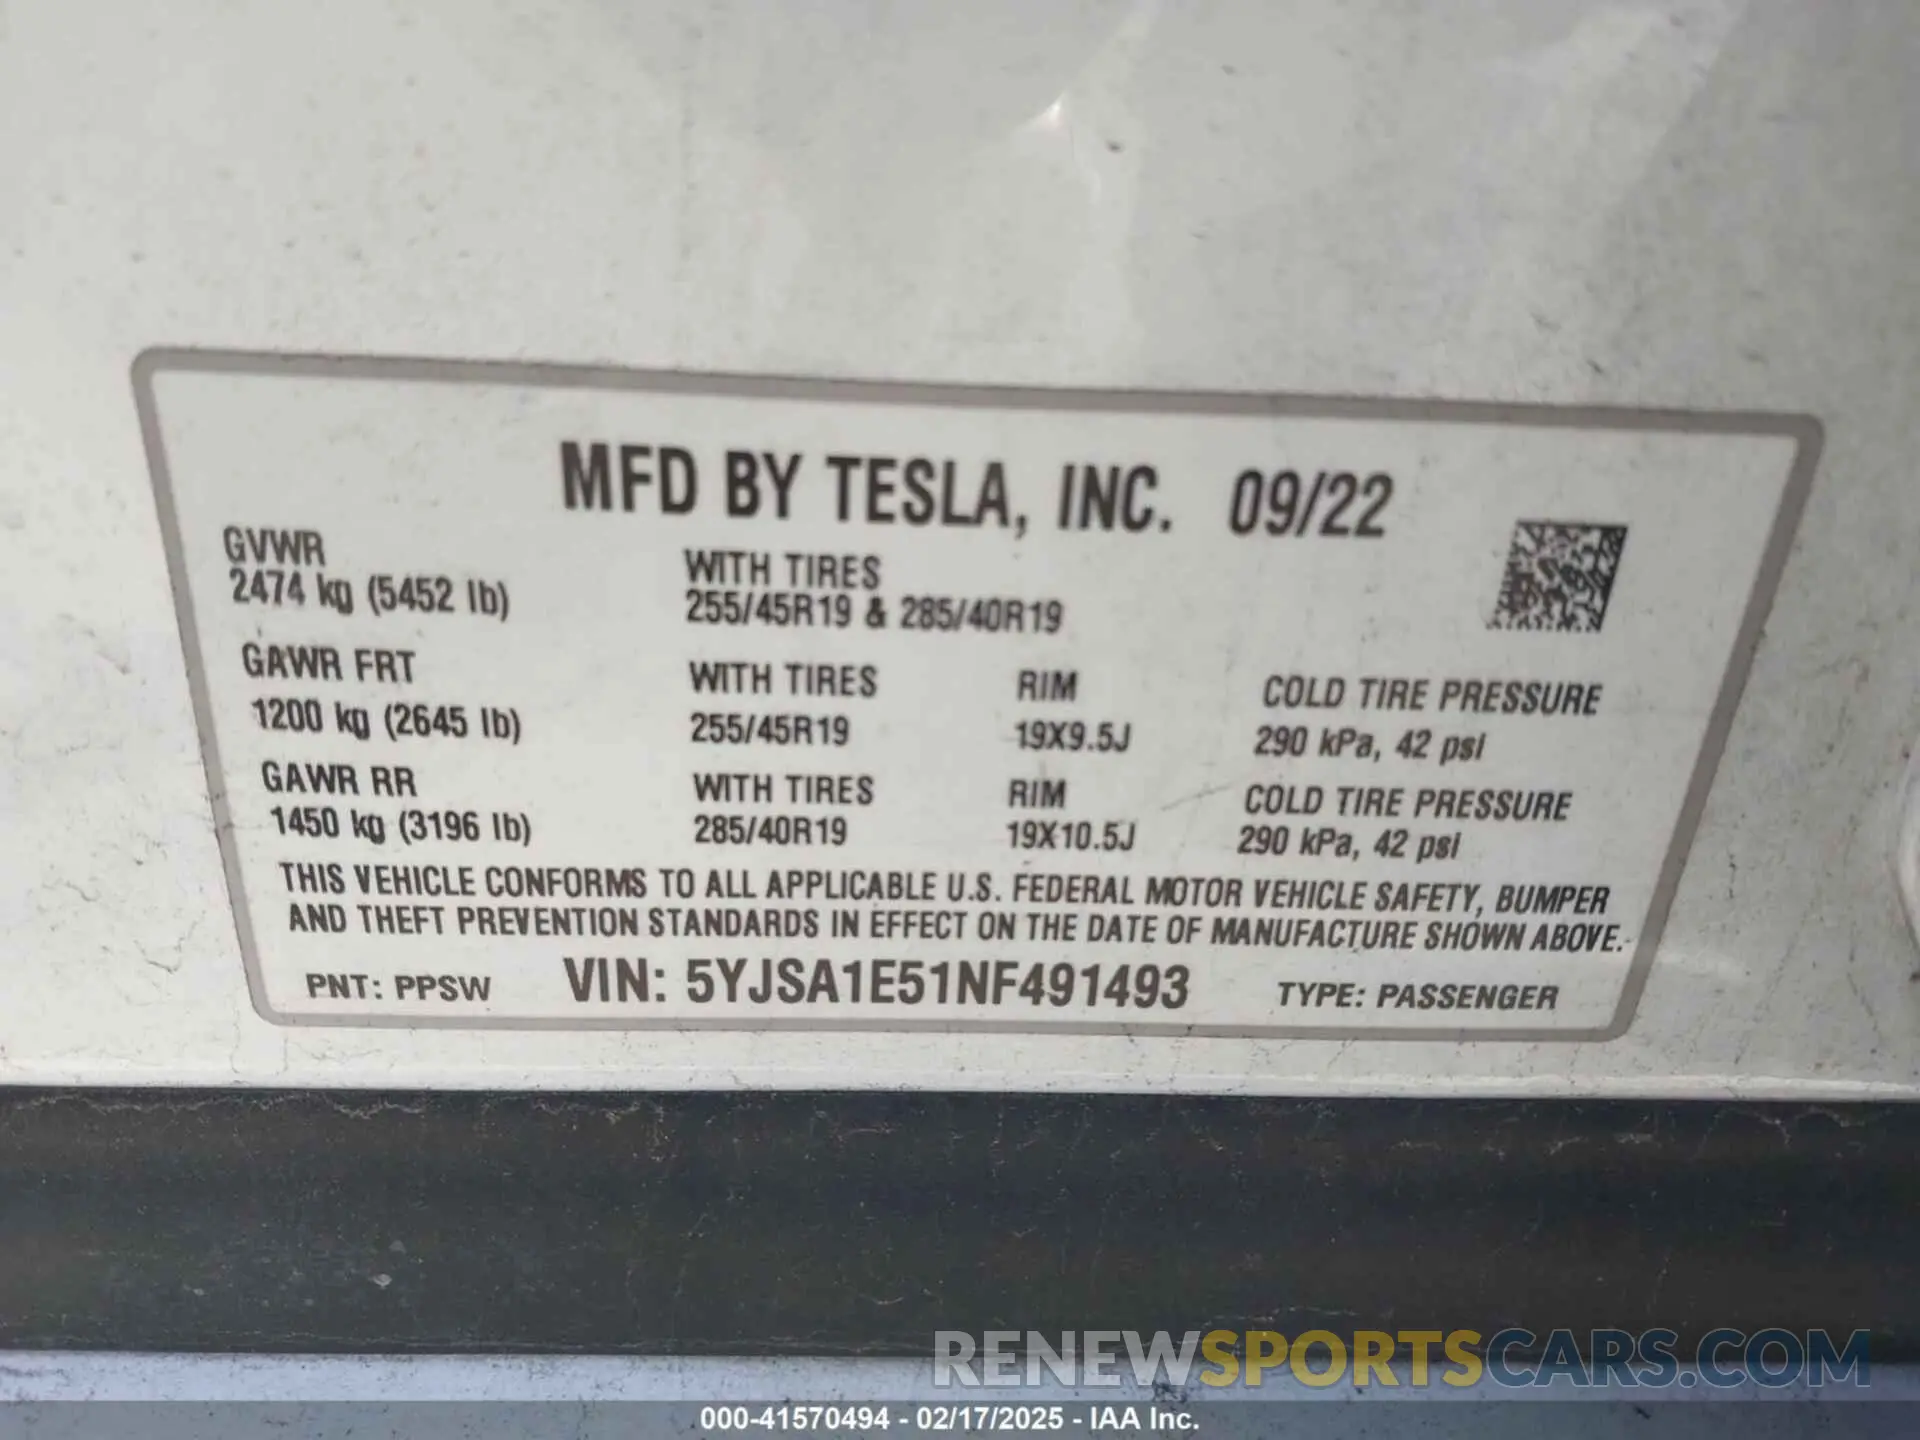 MFD BY TESLA, INC. 09/22
GVWR
2474 kg (5452 lb)
WITH TIRES
255/45R19 & 285/40R19
GAWR FRT
1200 kg (2645 lb)
WITH TIRES
255/45R19
RIM
19X9.5J
COLD TIRE PRESSURE
290 kPa, 42 psi
GAWR RR
1450 kg (3196 lb)
WITH TIRES
285/40R19
RIM
19X10.5J
COLD TIRE PRESSURE
290 kPa, 42 psi
THIS VEHICLE CONFORMS TO ALL APPLICABLE U.S. FEDERAL MOTOR VEHICLE SAFETY, BUMPER
AND THEFT PREVENTION STANDARDS IN EFFECT ON THE DATE OF MANUFACTURE SHOWN ABOVE.
PNT: PPSW VIN: 5YJSA1E51NF491493 TYPE: PASSENGER
RENEWSPORTSCARS.COM
000-41570494 - 02/17/2025 - IAA Inc.